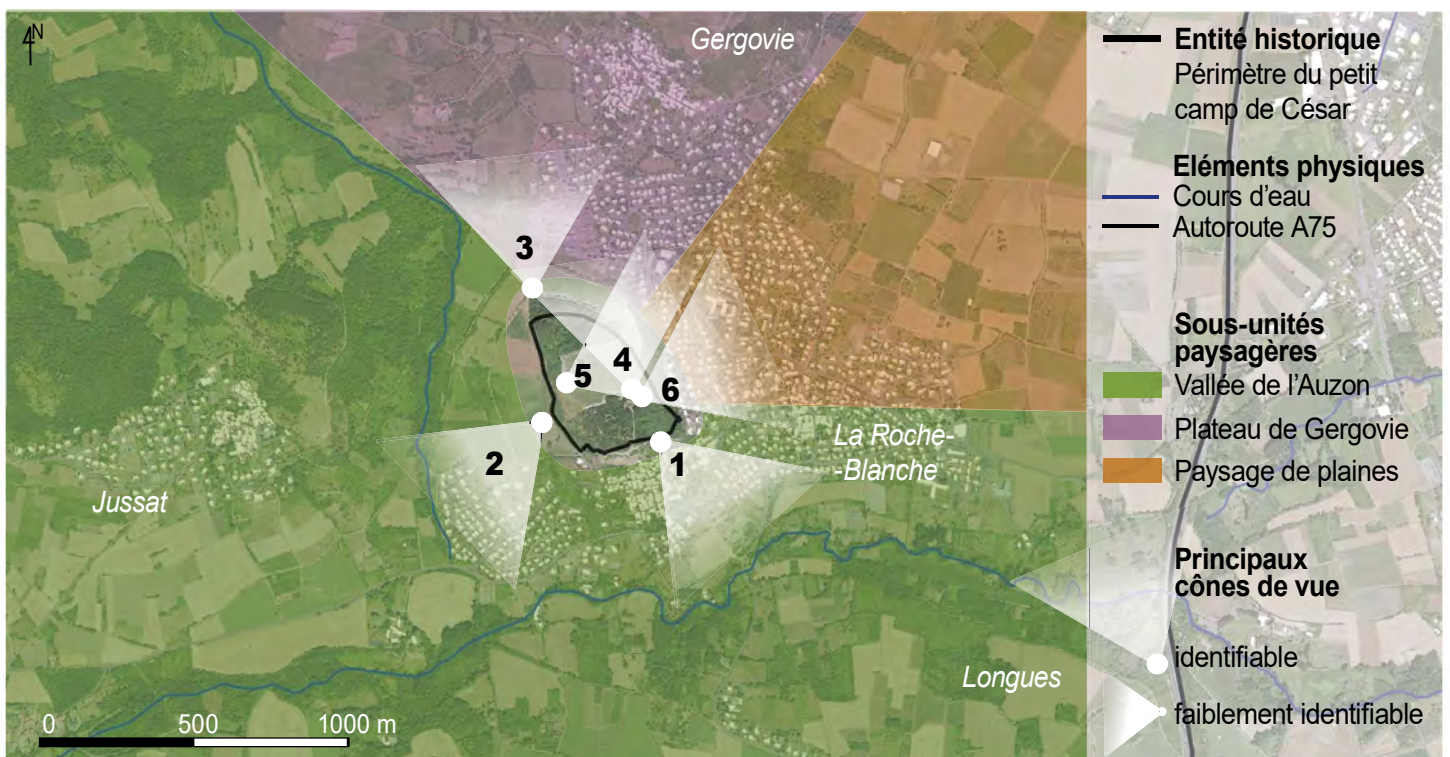 N
Gergovie
3
4
5
6
2
1
La Roche-
-Blanche
Jussat
Longues
0 500 1000 m
Entité historique
Périmètre du petit
camp de César
Eléments physiques
Cours d'eau
Autoroute A75
Sous-unités
paysagères
Vallée de l'Auzon
Plateau de Gergovie
Paysage de plaines
Principaux
cônes de vue
identifiable
faiblement identifiable